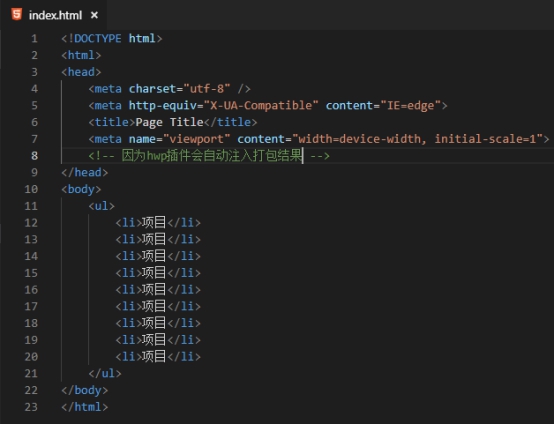 index.html ×
1 <!DOCTYPE html>
2 <html>
3 <head>
4 <meta charset="utf-8" />
5 <meta http-equiv="X-UA-Compatible" content="IE=edge">
6 <title>Page Title</title>
7 <meta name="viewport" content="width=device-width, initial-scale=1">
8 <!-- 因为hwp插件会自动注入打包结果 -->
9 </head>
10 <body>
11 <ul>
12 <li>项目</li>
13 <li>项目</li>
14 <li>项目</li>
15 <li>项目</li>
16 <li>项目</li>
17 <li>项目</li>
18 <li>项目</li>
19 <li>项目</li>
20 <li>项目</li>
21 </ul>
22 </body>
23 </html>